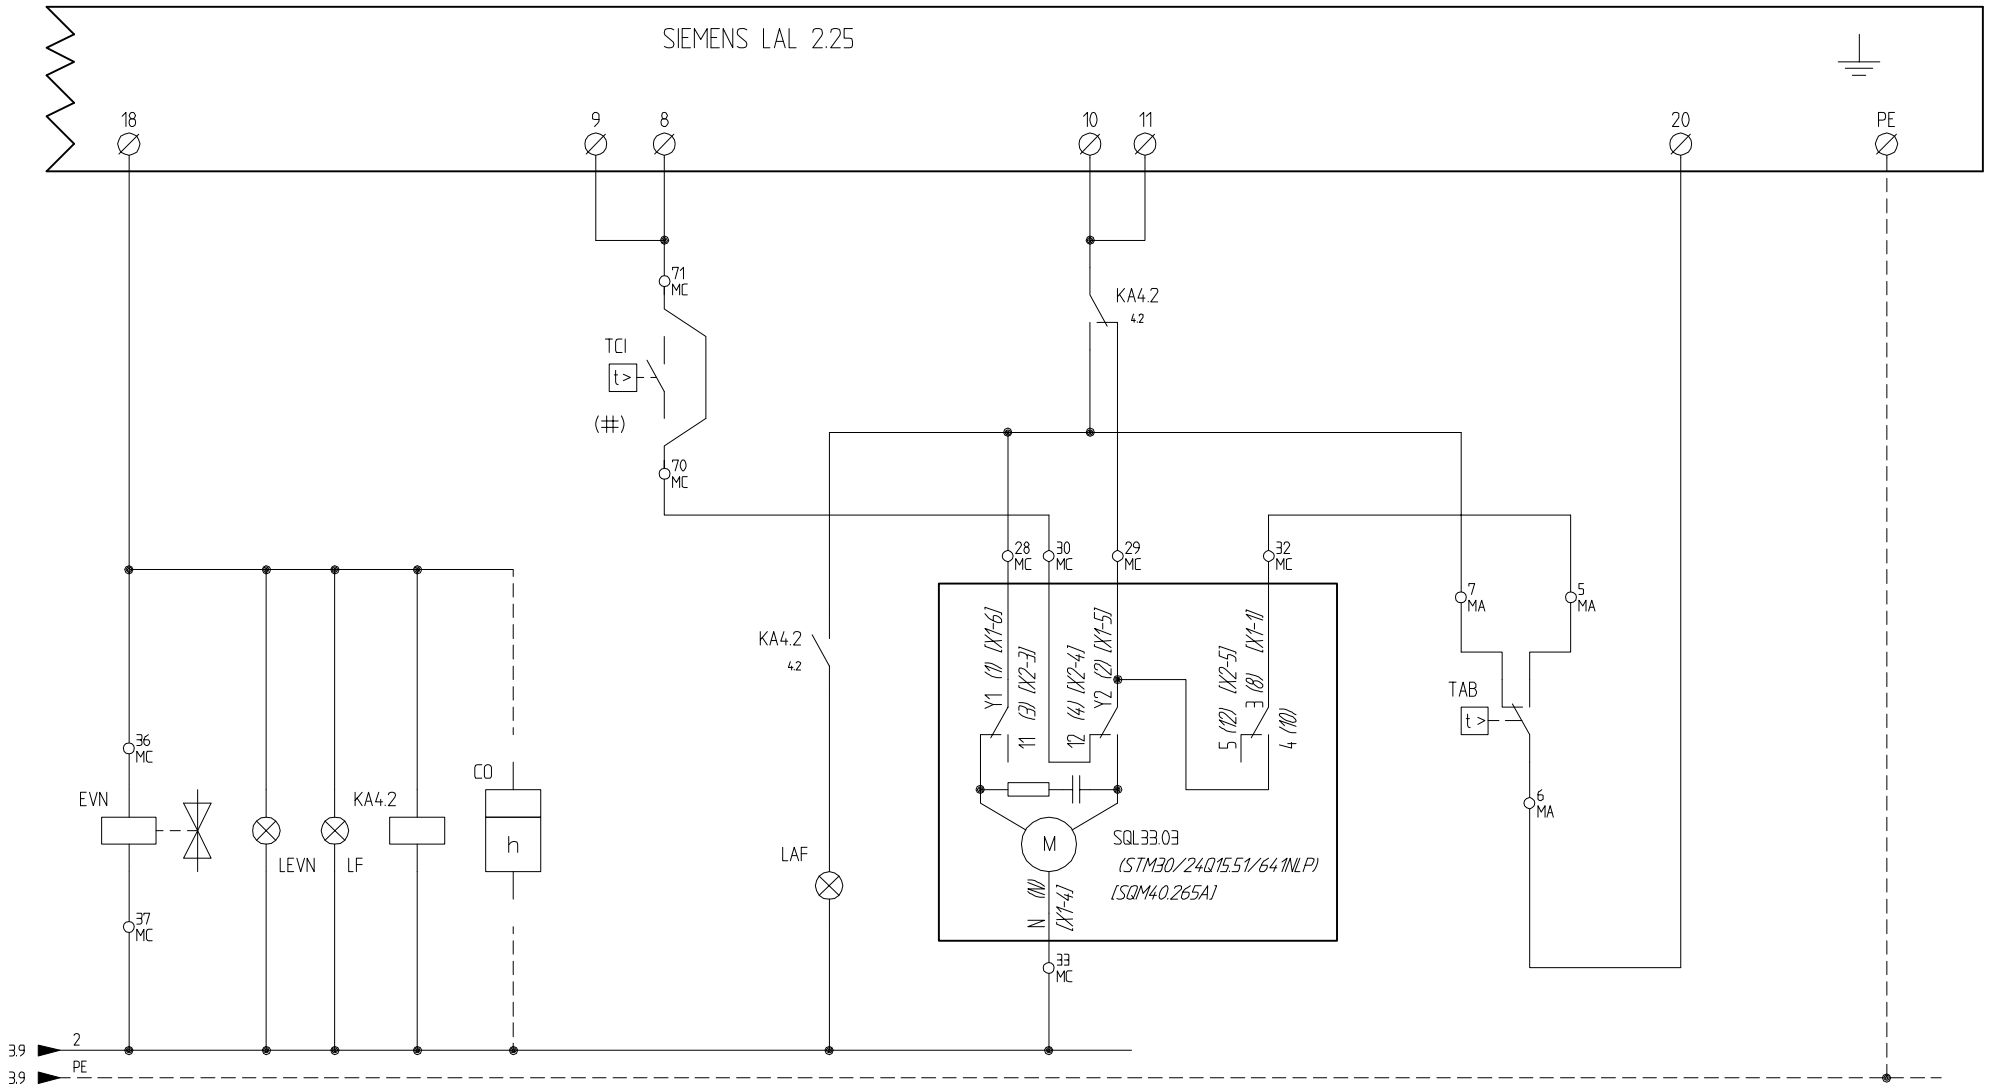 SIEMENS LAL 2.25
18
9
8
10
11
20
PE
71
MC
KA4.2
4.2
TCI
t>
(#)
70
MC
28
MC
30
MC
29
MC
32
MC
7
MA
5
MA
KA4.2
4.2
Y1 (1) [X1-6]
11 (3) [X2-3]
12 (4) [X2-4]
Y2 (2) [X1-5]
5 (12) [X2-5]
3 (8) [X1-1]
4 (10)
TAB
t>
36
MC
CO
EVN
KA4.2
h
6
MA
M
SQL33.03
(STM30/24Q15.51/641NLP)
[SQM40.265A]
LEVN
LF
LAF
N (N)
[X1-4]
37
MC
33
MC
3.9
2
3.9
PE